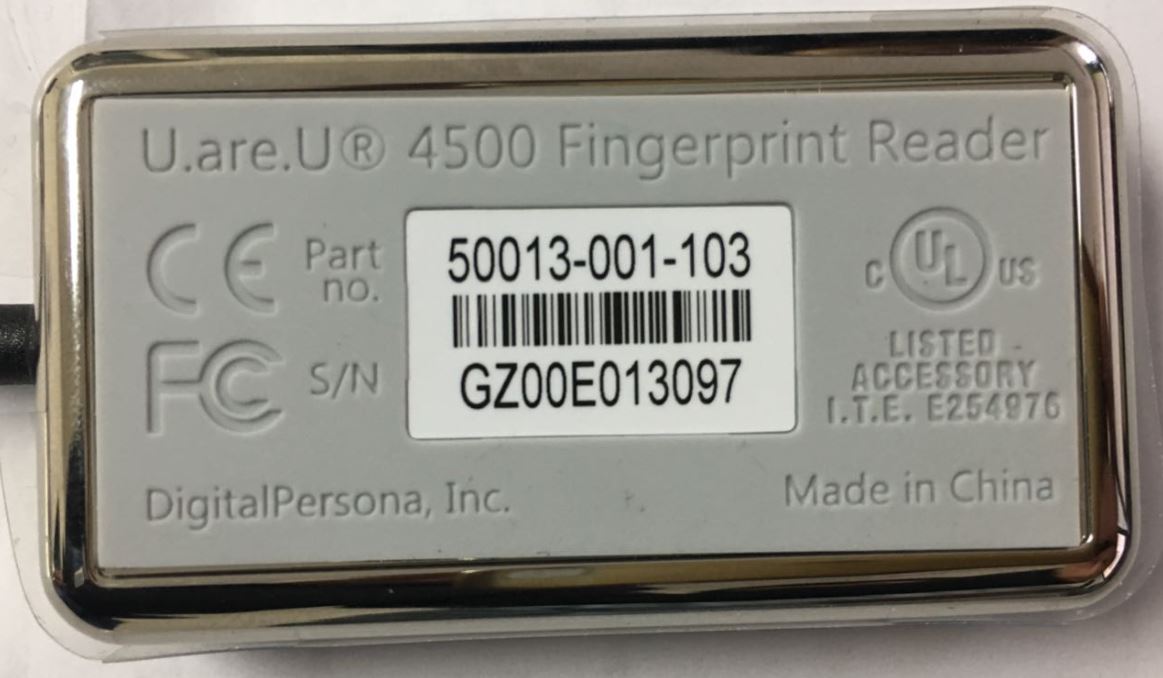 U.are.U® 4500 Fingerprint Reader
CE
Part
no.
50013-001-103
C UL US
FC
S/N
GZ00E013097
LISTED
ACCESSORY
I.T.E. E254976
DigitalPersona, Inc.
Made in China